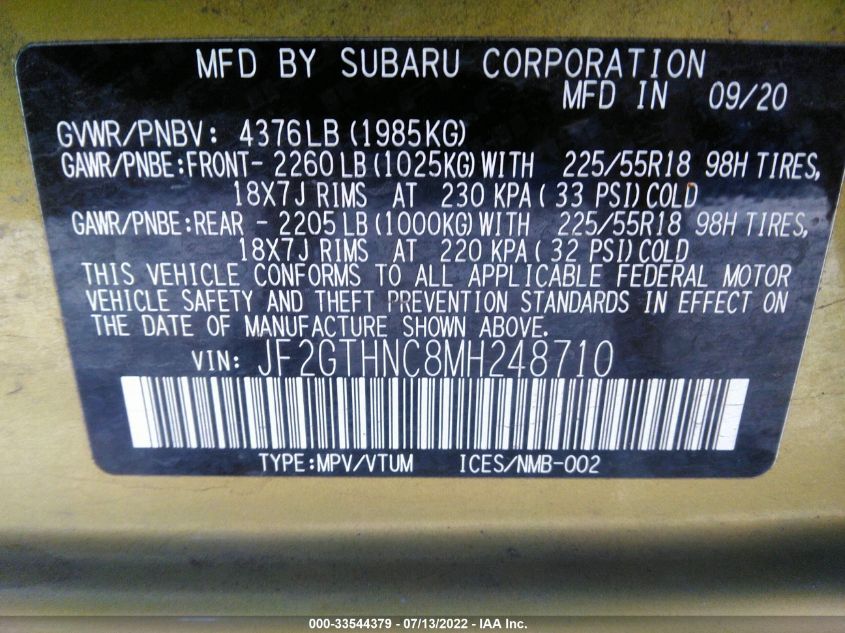 MFD BY SUBARU CORPORATION
MFD IN 09/20
GVWR/PNBV: 4376LB (1985KG)
GAWR/PNBE:FRONT- 2260 LB (1025KG) WITH 225/55R18 98H TIRES,
18X7J RIMS AT 230 KPA ( 33 PSI) COLD
GAWR/PNBE:REAR - 2205 LB (1000KG) WITH 225/55R18 98H TIRES,
18X7J RIMS AT 220 KPA ( 32 PSI) COLD
THIS VEHICLE CONFORMS TO ALL APPLICABLE FEDERAL MOTOR
VEHICLE SAFETY AND THEFT PREVENTION STANDARDS IN EFFECT ON
THE DATE OF MANUFACTURE SHOWN ABOVE.
VIN: JF2GTHNC8MH248710
TYPE:MPV/VTUM ICES/NMB-002
000-33544379 - 07/13/2022 - IAA Inc.